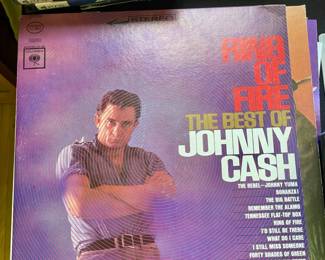 STEREO
COLUMBIA
RING
OF
FIRE
THE BEST OF
JOHNNY
CASH
THE REBEL—JOHNNY YUMA
BONANZA!
THE BIG BATTLE
REMEMBER THE ALAMO
TENNESSEE FLAT-TOP BOX
RING OF FIRE
I'D STILL BE THERE
WHAT DO I CARE
I STILL MISS SOMEONE
FORTY SHADES OF GREEN